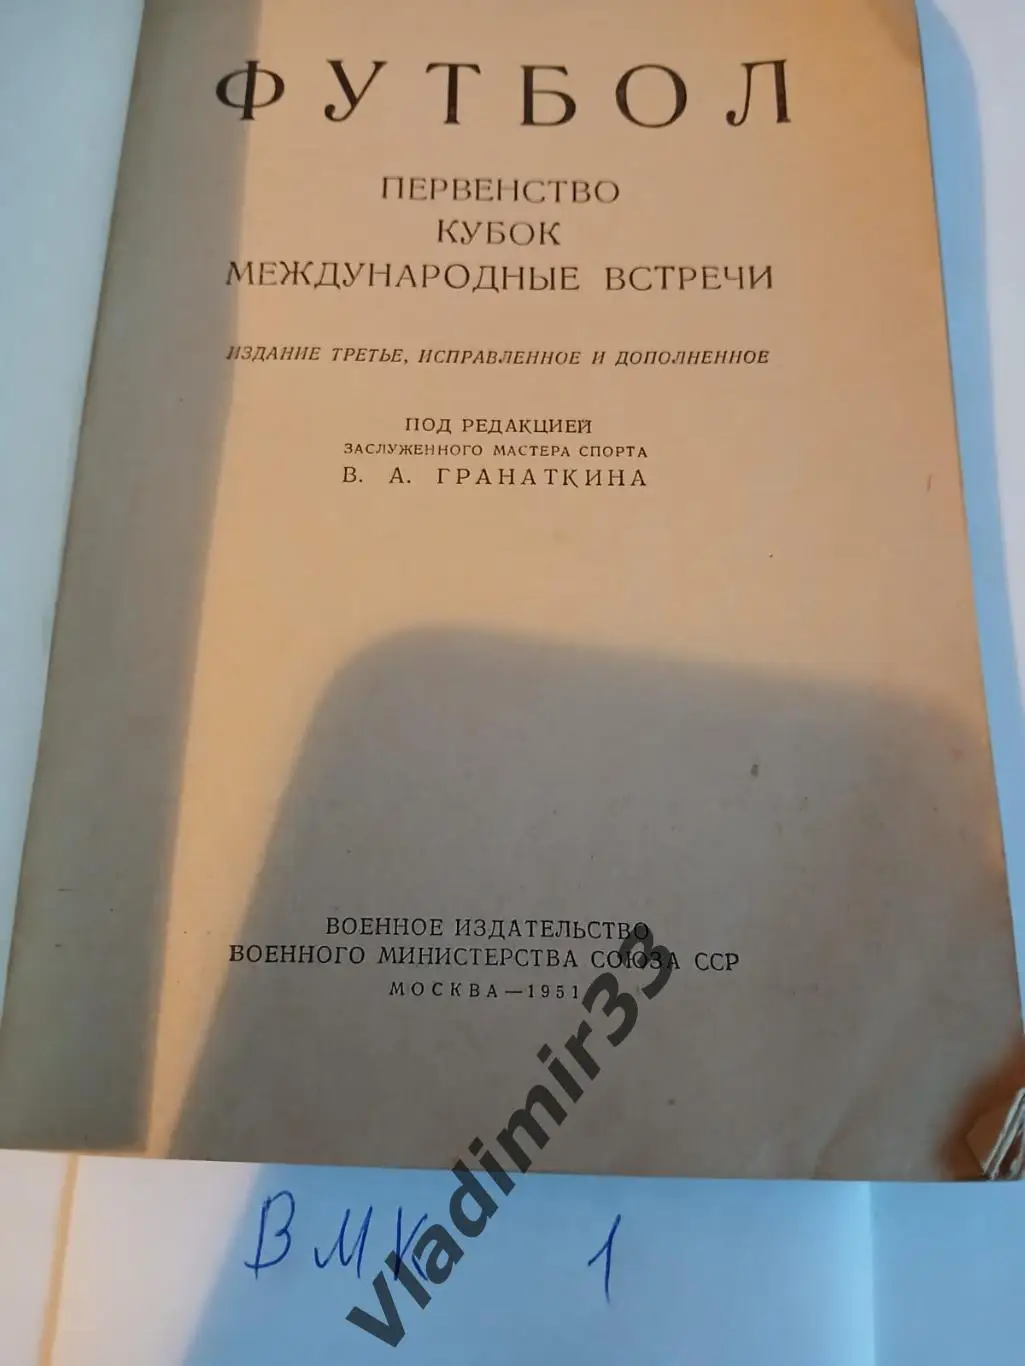 ФУТБОЛ
ПЕРВЕНСТВО
КУБОК
МЕЖДУНАРОДНЫЕ ВСТРЕЧИ
ИЗДАНИЕ ТРЕТЬЕ, ИСПРАВЛЕННОЕ И ДОПОЛНЕННОЕ
ПОД РЕДАКЦИЕЙ
ЗАСЛУЖЕННОГО МАСТЕРА СПОРТА
В. А. ГРАНАТКИНА
ВОЕННОЕ ИЗДАТЕЛЬСТВО
ВОЕННОГО МИНИСТЕРСТВА СОЮЗА ССР
МОСКВА—1951
vladimir33
ВМК 1